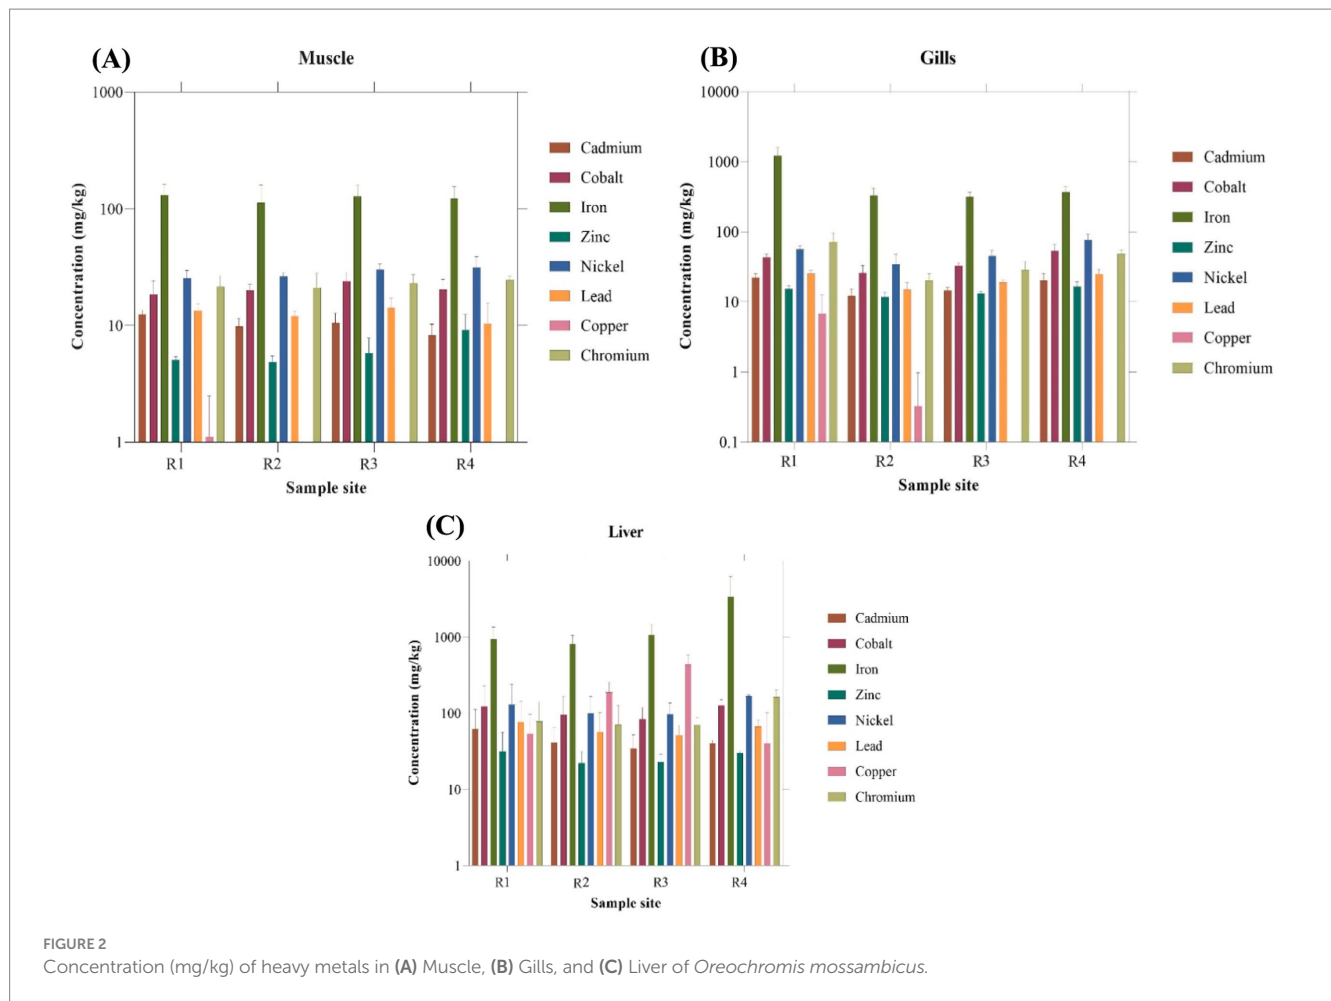 (A)
Muscle
Concentration (mg/kg)
1000
100
10
1
R1 R2 R3 R4
Sample site
Cadmium
Cobalt
Iron
Zinc
Nickel
Lead
Copper
Chromium
(B)
Gills
Concentration (mg/kg)
10000
1000
100
10
1
0.1
R1 R2 R3 R4
Sample site
Cadmium
Cobalt
Iron
Zinc
Nickel
Lead
Copper
Chromium
(C)
Liver
Concentration (mg/kg)
10000
1000
100
10
1
R1 R2 R3 R4
Sample site
Cadmium
Cobalt
Iron
Zinc
Nickel
Lead
Copper
Chromium
FIGURE 2
Concentration (mg/kg) of heavy metals in (A) Muscle, (B) Gills, and (C) Liver of Oreochromis mossambicus.